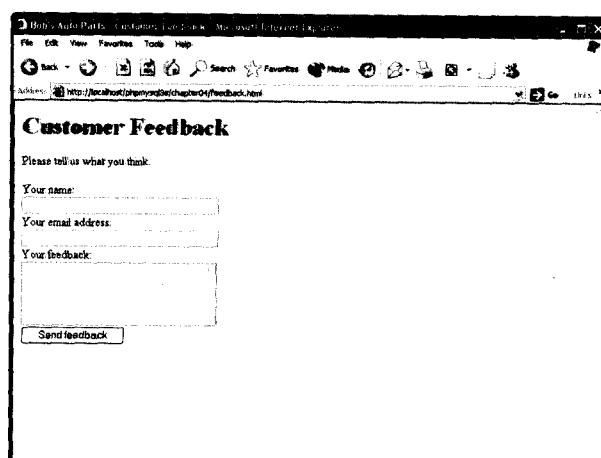 Bob's Auto Parts - Customer Feedback - Microsoft Internet Explorer
File Edit View Favorites Tools Help
Back Search Favorites Media
Address http://localhost/phpmysql3e/chapter04/feedback.html Go Links »
Customer Feedback
Please tell us what you think.
Your name:
Your email address:
Your feedback:
Send feedback